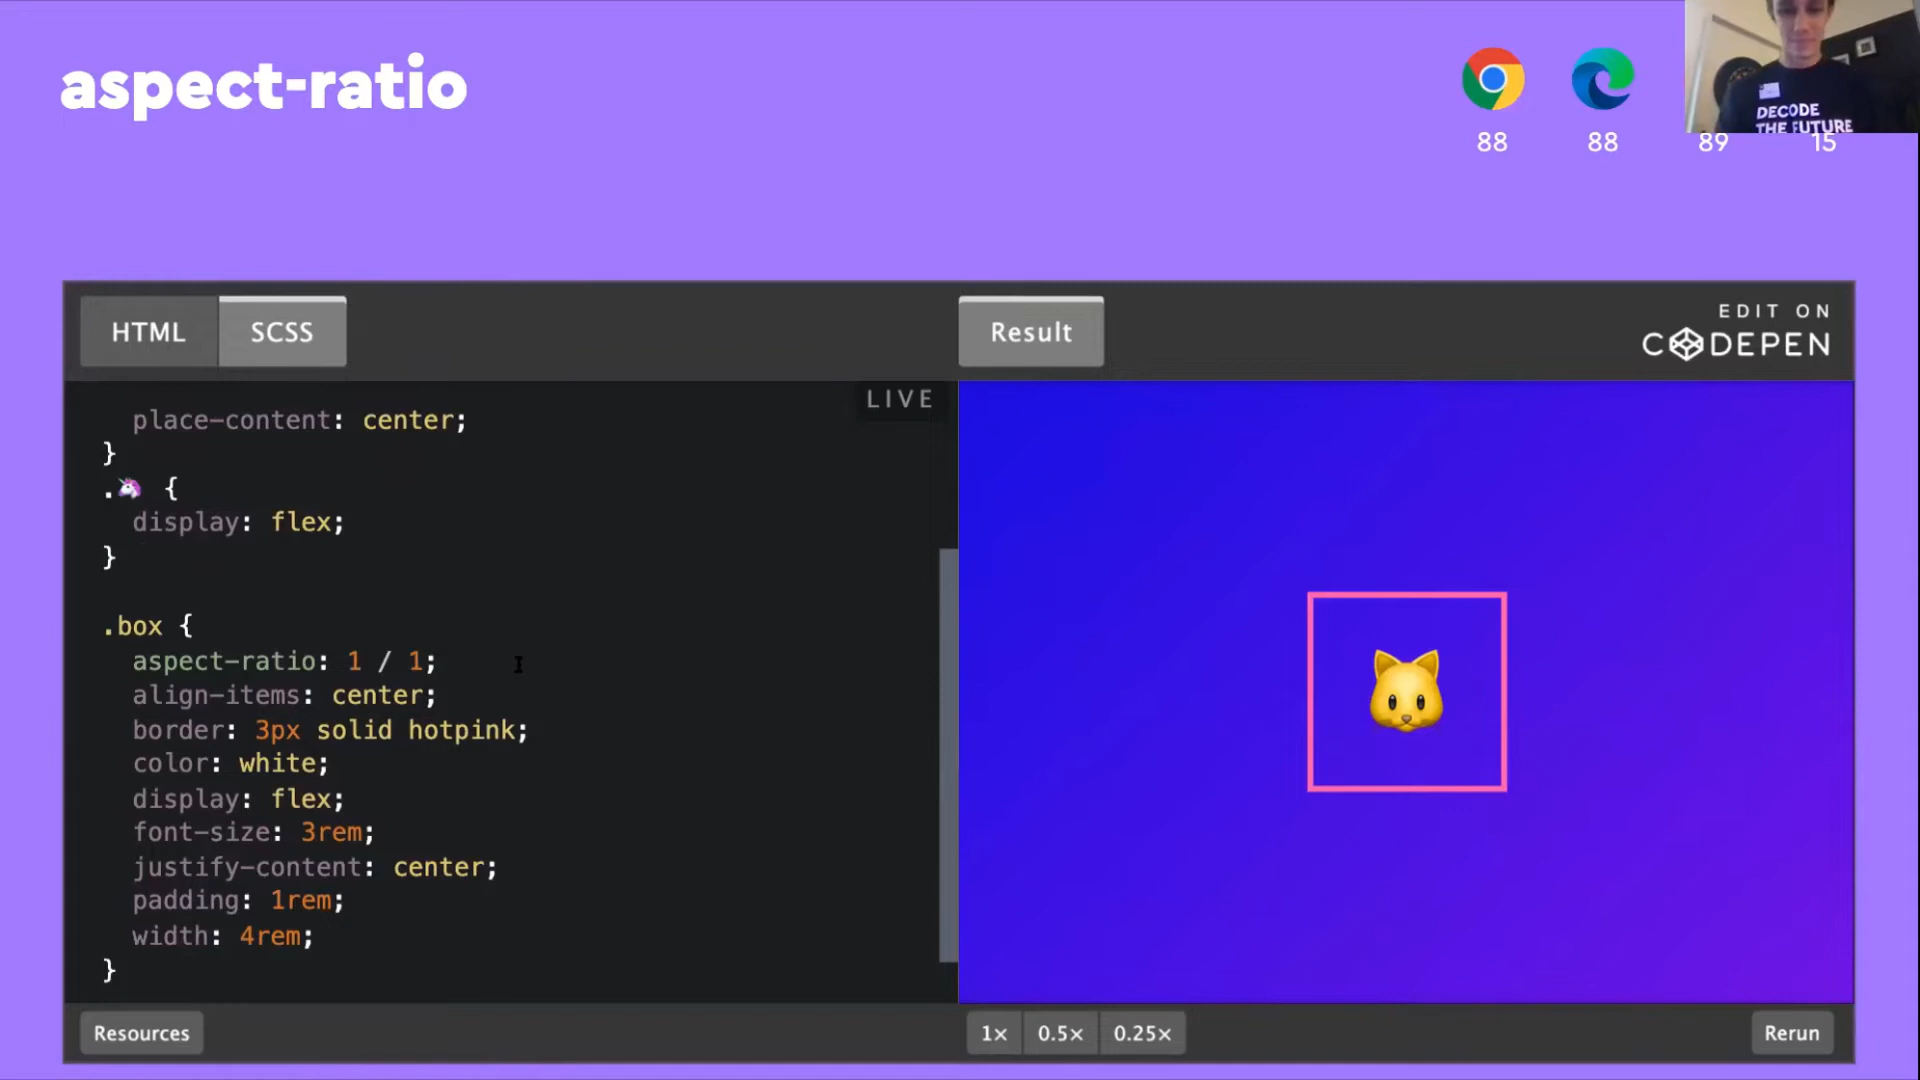 aspect-ratio
88
88
89
15
DECODE
THE FUTURE
HTML
SCSS
Result
EDIT ON
CODEPEN
LIVE
place-content: center;
}
.🦄 {
display: flex;
}
.box {
aspect-ratio: 1 / 1;
align-items: center;
border: 3px solid hotpink;
color: white;
display: flex;
font-size: 3rem;
justify-content: center;
padding: 1rem;
width: 4rem;
}
Resources
1×
0.5×
0.25×
Rerun